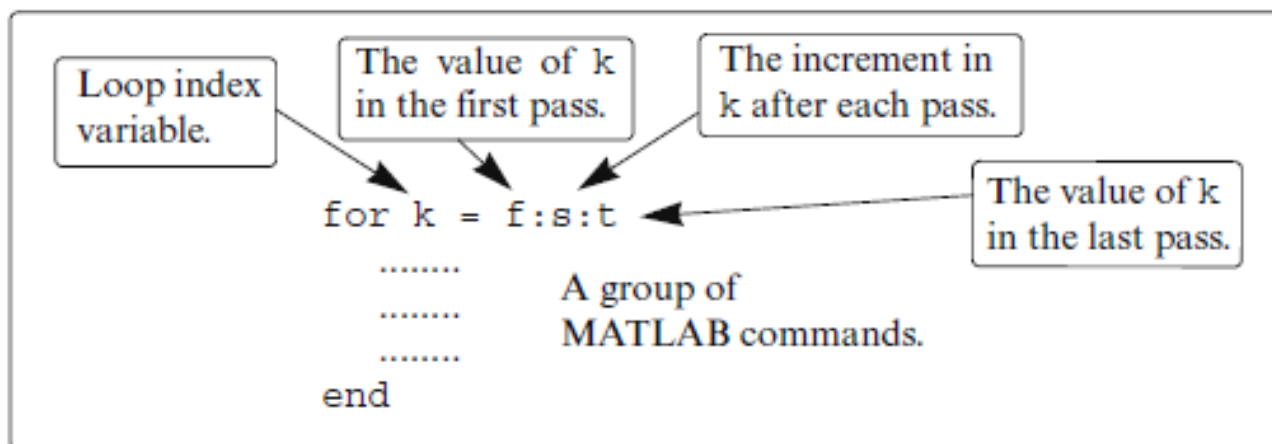 Loop index
variable.
The value of k
in the first pass.
The increment in
k after each pass.
for k = f:s:t
The value of k
in the last pass.
........
........
........
A group of
MATLAB commands.
end